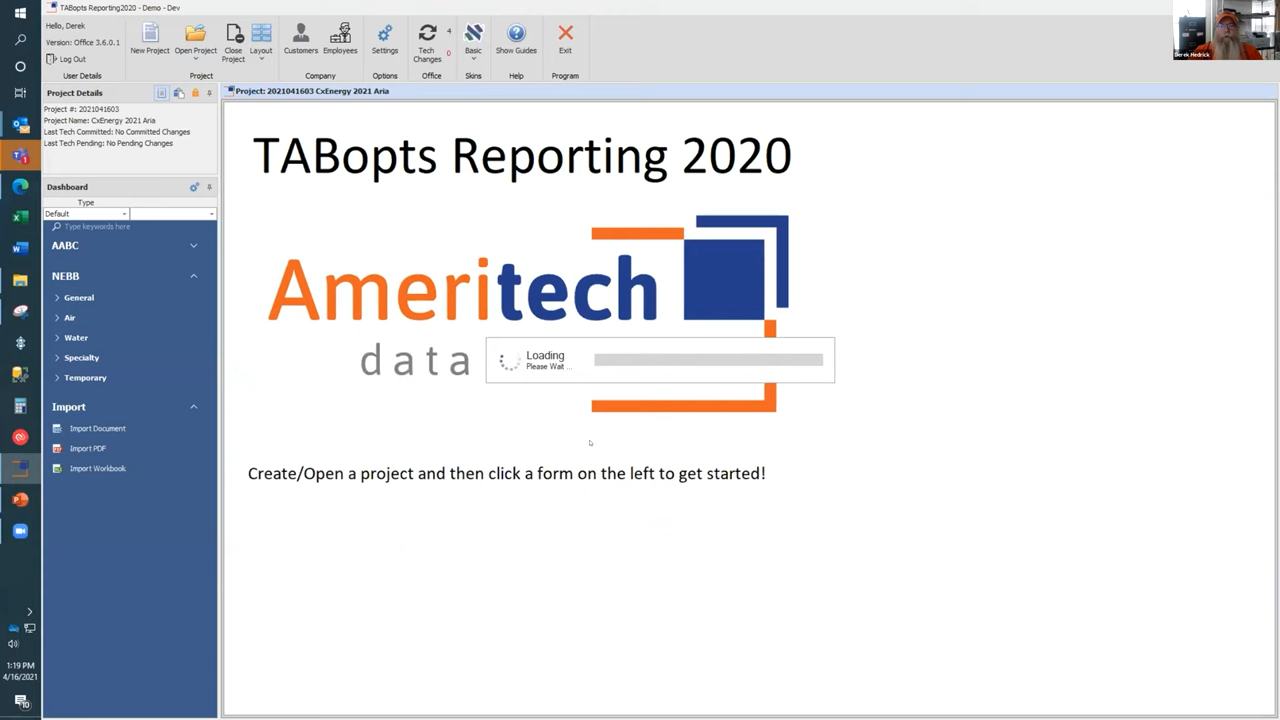 TABopts Reporting2020 - Demo - Dev
Hello, Derek
Version: Office 3.6.0.1
Log Out
User Details
New Project
Open Project
Close Project
Layout
Project
Customers
Employees
Company
Settings
Options
Tech Changes
4
0
Office
Basic
Skins
Show Guides
Help
Exit
Program
Derek Hedrick
Project Details
Project #: 2021041603
Project Name: CxEnergy 2021 Aria
Last Tech Committed: No Committed Changes
Last Tech Pending: No Pending Changes
Dashboard
Type
Default
Type keywords here
AABC
NEBB
General
Air
Water
Specialty
Temporary
Import
Import Document
Import PDF
Import Workbook
Project: 2021041603 CxEnergy 2021 Aria
TABopts Reporting 2020
Ameritech
data
Loading
Please Wait ...
Create/Open a project and then click a form on the left to get started!
1:19 PM
4/16/2021
10